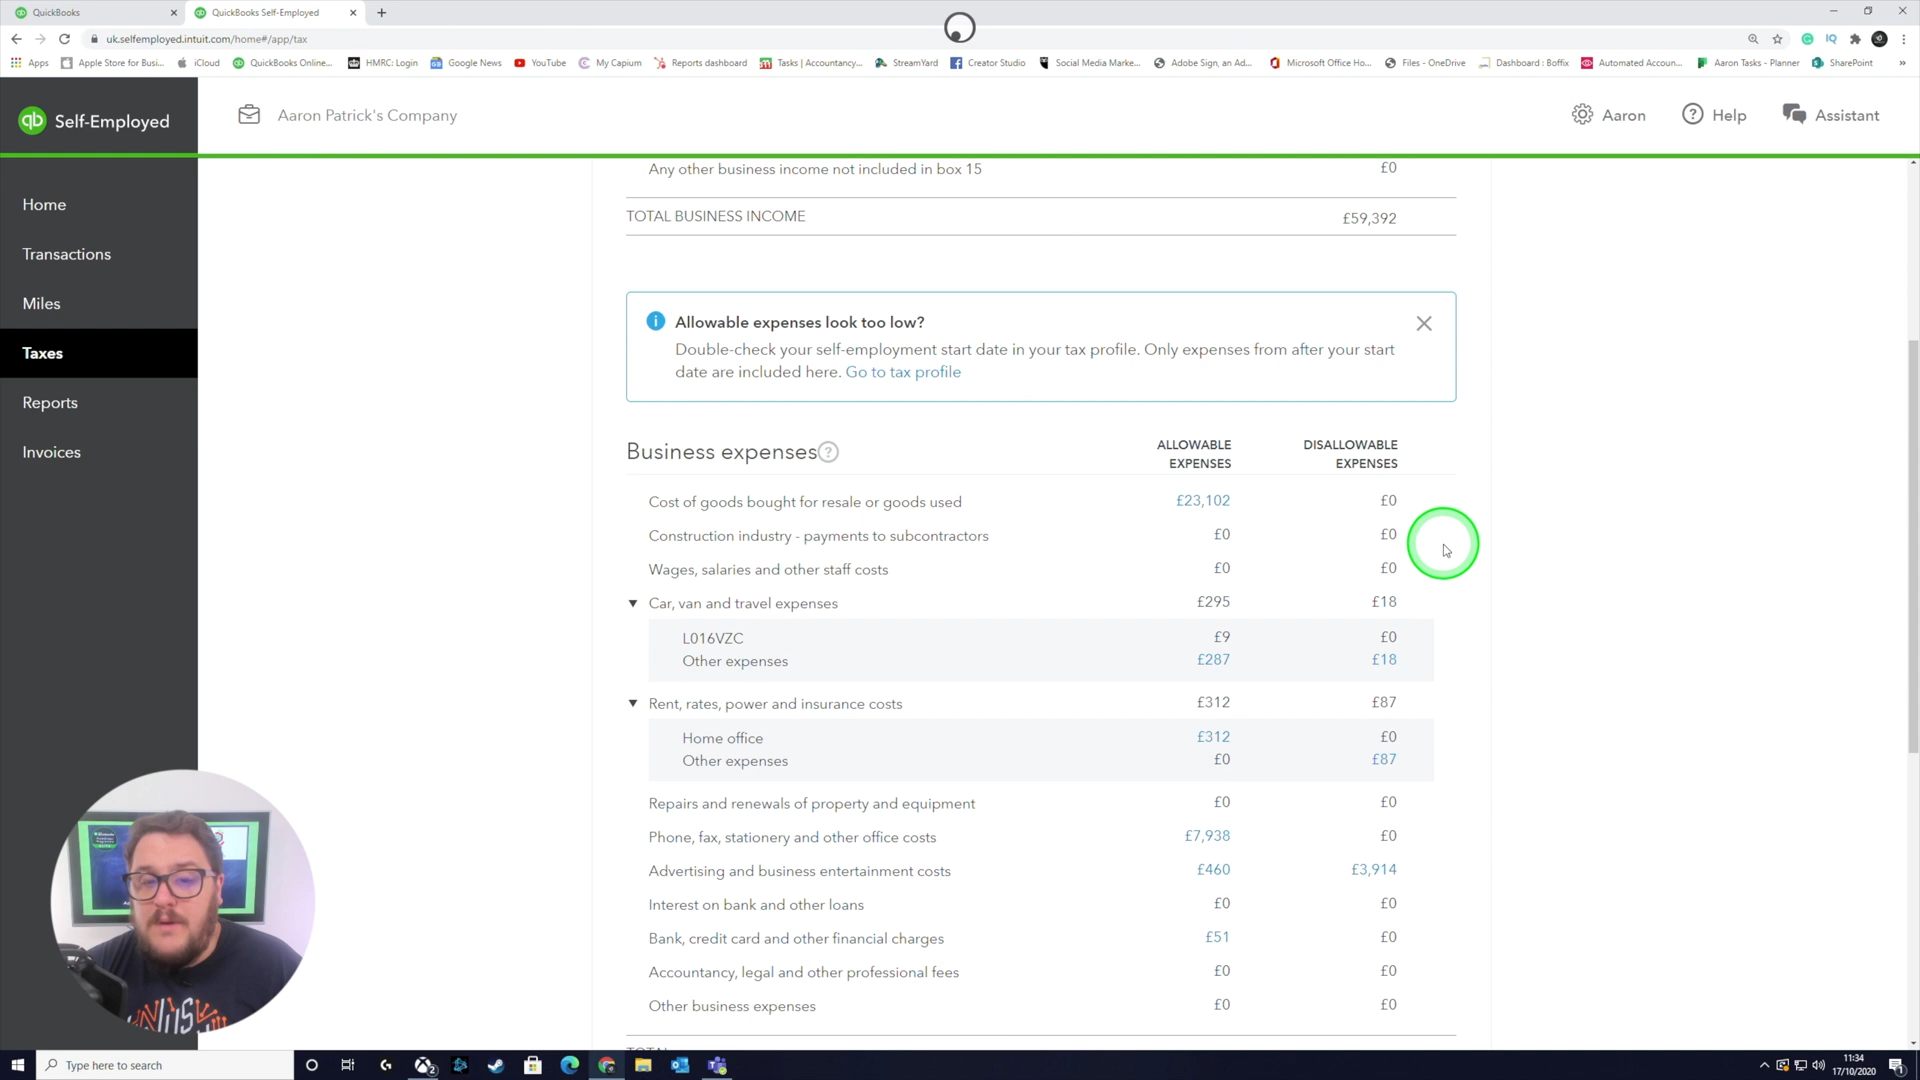 QuickBooks
QuickBooks Self-Employed
uk.selfemployed.intuit.com/home#/app/tax
Apps
Apple Store for Busi...
iCloud
QuickBooks Online...
HMRC: Login
Google News
YouTube
My Capium
Reports dashboard
Tasks | Accountancy...
StreamYard
Creator Studio
Social Media Marke...
Adobe Sign, an Ad...
Microsoft Office Ho...
Files - OneDrive
Dashboard : Boffix
Automated Accoun...
Aaron Tasks - Planner
SharePoint
qb Self-Employed
Aaron Patrick's Company
Aaron
Help
Assistant
Home
Transactions
Miles
Taxes
Reports
Invoices
Any other business income not included in box 15 £0
TOTAL BUSINESS INCOME £59,392
Allowable expenses look too low?
Double-check your self-employment start date in your tax profile. Only expenses from after your start
date are included here. Go to tax profile
Business expenses ?
ALLOWABLE EXPENSES
DISALLOWABLE EXPENSES
Cost of goods bought for resale or goods used £23,102 £0
Construction industry - payments to subcontractors £0 £0
Wages, salaries and other staff costs £0 £0
Car, van and travel expenses £295 £18
L016VZC £9 £0
Other expenses £287 £18
Rent, rates, power and insurance costs £312 £87
Home office £312 £0
Other expenses £0 £87
Repairs and renewals of property and equipment £0 £0
Phone, fax, stationery and other office costs £7,938 £0
Advertising and business entertainment costs £460 £3,914
Interest on bank and other loans £0 £0
Bank, credit card and other financial charges £51 £0
Accountancy, legal and other professional fees £0 £0
Other business expenses £0 £0
Type here to search
11:34
17/10/2020